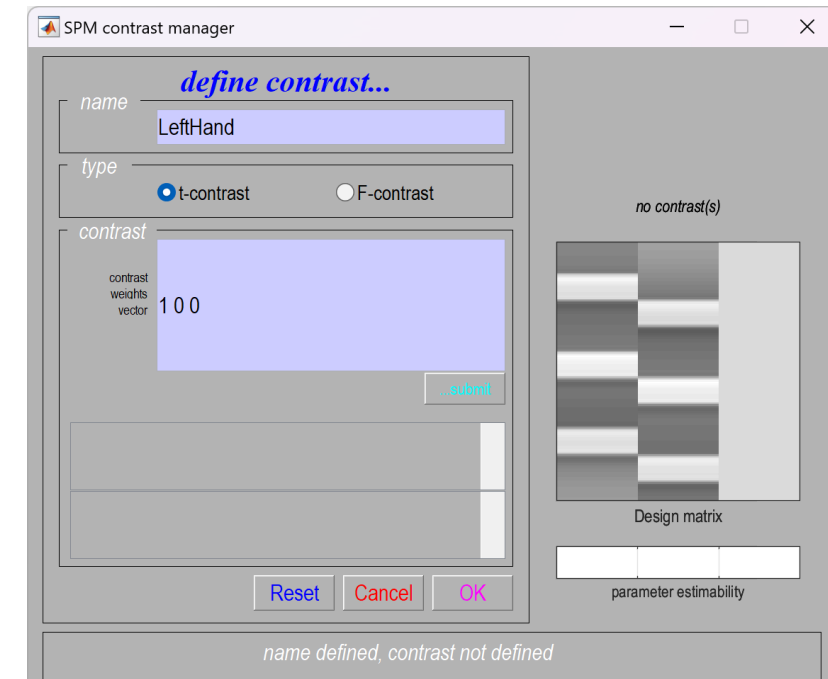 SPM contrast manager
define contrast...
name
LeftHand
type
t-contrast
F-contrast
contrast
contrast
weights
vector
1 0 0
...submit
Reset
Cancel
OK
no contrast(s)
Design matrix
parameter estimability
name defined, contrast not defined